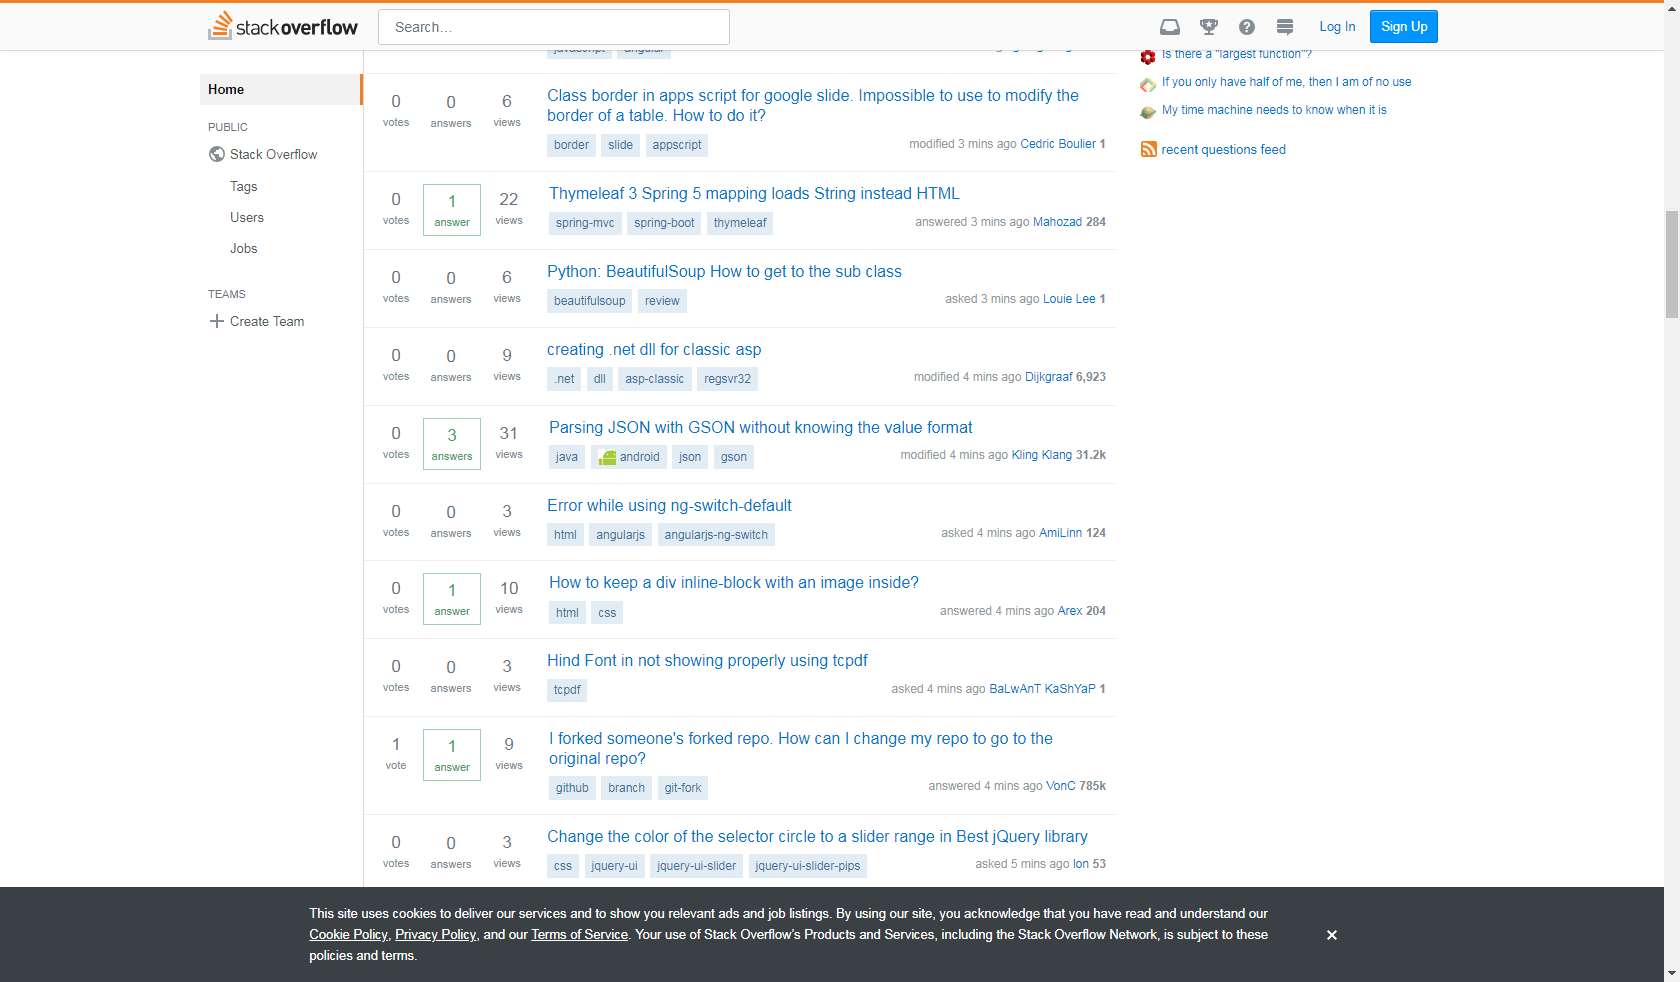 stackoverflow
Search...
Log In
Sign Up
Home
PUBLIC
Stack Overflow
Tags
Users
Jobs
TEAMS
Create Team
javascript angular
0 votes 0 answers 6 views
Class border in apps script for google slide. Impossible to use to modify the
border of a table. How to do it?
border slide appscript
modified 3 mins ago Cedric Boulier 1
0 votes 1 answer 22 views
Thymeleaf 3 Spring 5 mapping loads String instead HTML
spring-mvc spring-boot thymeleaf
answered 3 mins ago Mahozad 284
0 votes 0 answers 6 views
Python: BeautifulSoup How to get to the sub class
beautifulsoup review
asked 3 mins ago Louie Lee 1
0 votes 0 answers 9 views
creating .net dll for classic asp
.net dll asp-classic regsvr32
modified 4 mins ago Dijkgraaf 6,923
0 votes 3 answers 31 views
Parsing JSON with GSON without knowing the value format
java android json gson
modified 4 mins ago Kling Klang 31.2k
0 votes 0 answers 3 views
Error while using ng-switch-default
html angularjs angularjs-ng-switch
asked 4 mins ago AmiLinn 124
0 votes 1 answer 10 views
How to keep a div inline-block with an image inside?
html css
answered 4 mins ago Arex 204
0 votes 0 answers 3 views
Hind Font in not showing properly using tcpdf
tcpdf
asked 4 mins ago BaLwAnT KaShYaP 1
1 vote 1 answer 9 views
I forked someone's forked repo. How can I change my repo to go to the
original repo?
github branch git-fork
answered 4 mins ago VonC 785k
0 votes 0 answers 3 views
Change the color of the selector circle to a slider range in Best jQuery library
css jquery-ui jquery-ui-slider jquery-ui-slider-pips
asked 5 mins ago Ion 53
Is there a "largest function"?
If you only have half of me, then I am of no use
My time machine needs to know when it is
recent questions feed
This site uses cookies to deliver our services and to show you relevant ads and job listings. By using our site, you acknowledge that you have read and understand our
Cookie Policy, Privacy Policy, and our Terms of Service. Your use of Stack Overflow's Products and Services, including the Stack Overflow Network, is subject to these
policies and terms.